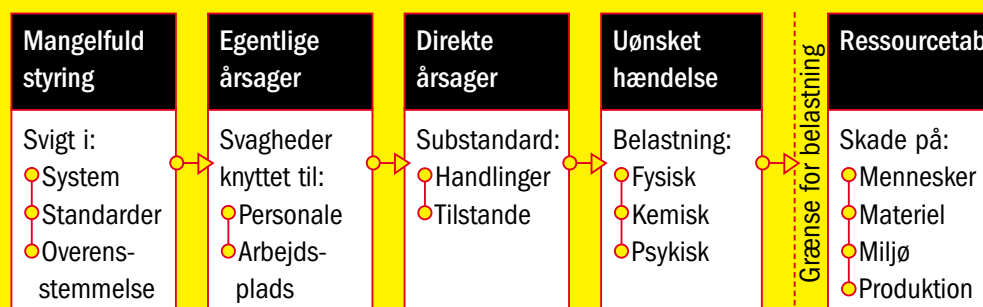 Mangelfuld
styring
Svigt i:
System
Standarder
Overens-
stemmelse
Egentlige
årsager
Svagheder
knyttet til:
Personale
Arbejds-
plads
Direkte
årsager
Substandard:
Handlinger
Tilstande
Uønsket
hændelse
Belastning:
Fysisk
Kemisk
Psykisk
Grænse for belastning
Ressourcetab
Skade på:
Mennesker
Materiel
Miljø
Produktion